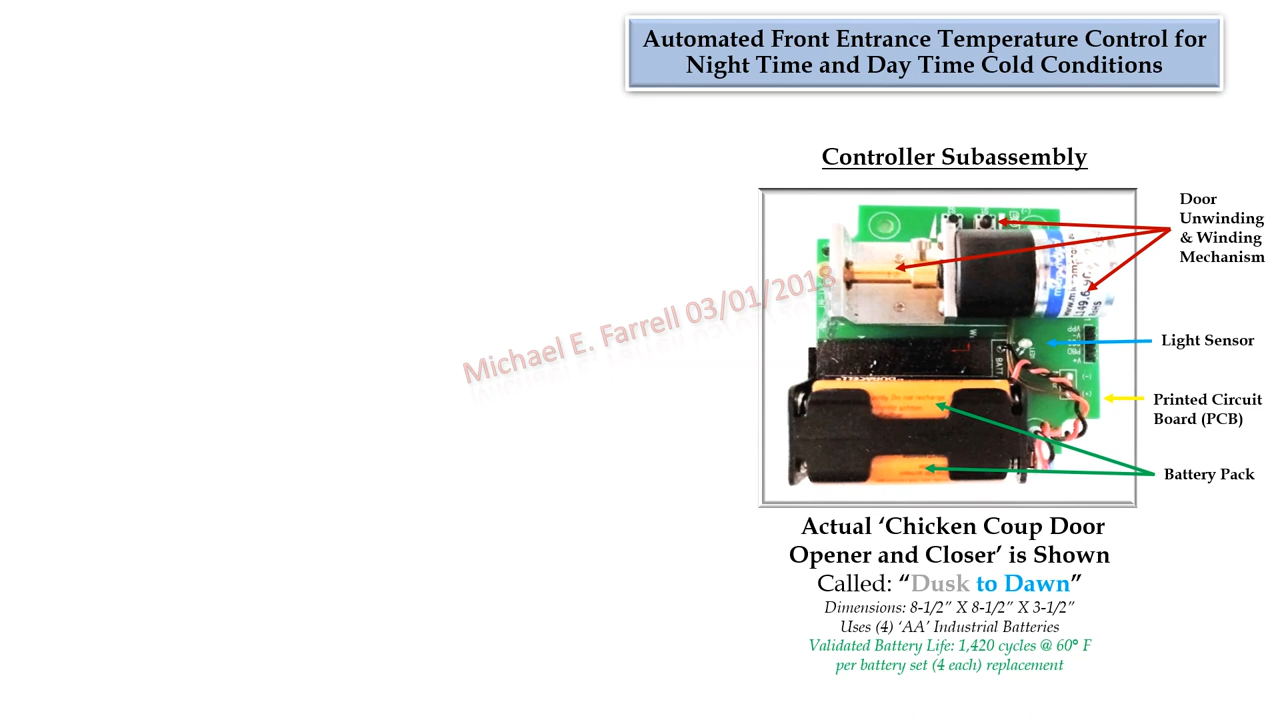 Automated Front Entrance Temperature Control for
Night Time and Day Time Cold Conditions
Controller Subassembly
Door
Unwinding
& Winding
Mechanism
Michael E. Farrell 03/01/2018
Light Sensor
Printed Circuit
Board (PCB)
Battery Pack
DURACELL
BATT
Actual ‘Chicken Coup Door
Opener and Closer’ is Shown
Called: “Dusk to Dawn”
Dimensions: 8-1/2” X 8-1/2” X 3-1/2”
Uses (4) ‘AA’ Industrial Batteries
Validated Battery Life: 1,420 cycles @ 60° F
per battery set (4 each) replacement